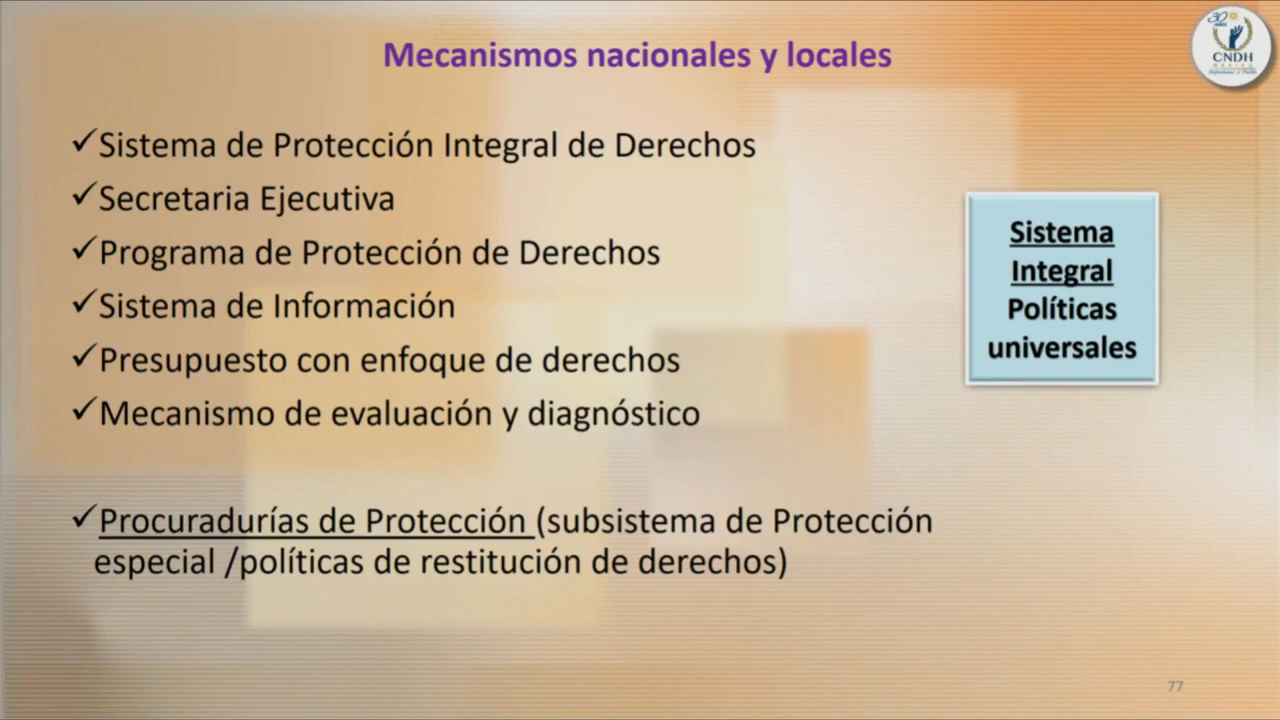 Mecanismos nacionales y locales
30
CNDH
MÉXICO
✓Sistema de Protección Integral de Derechos
✓Secretaria Ejecutiva
✓Programa de Protección de Derechos
✓Sistema de Información
✓Presupuesto con enfoque de derechos
✓Mecanismo de evaluación y diagnóstico
✓Procuradurías de Protección (subsistema de Protección
especial /políticas de restitución de derechos)
Sistema
Integral
Políticas
universales
77